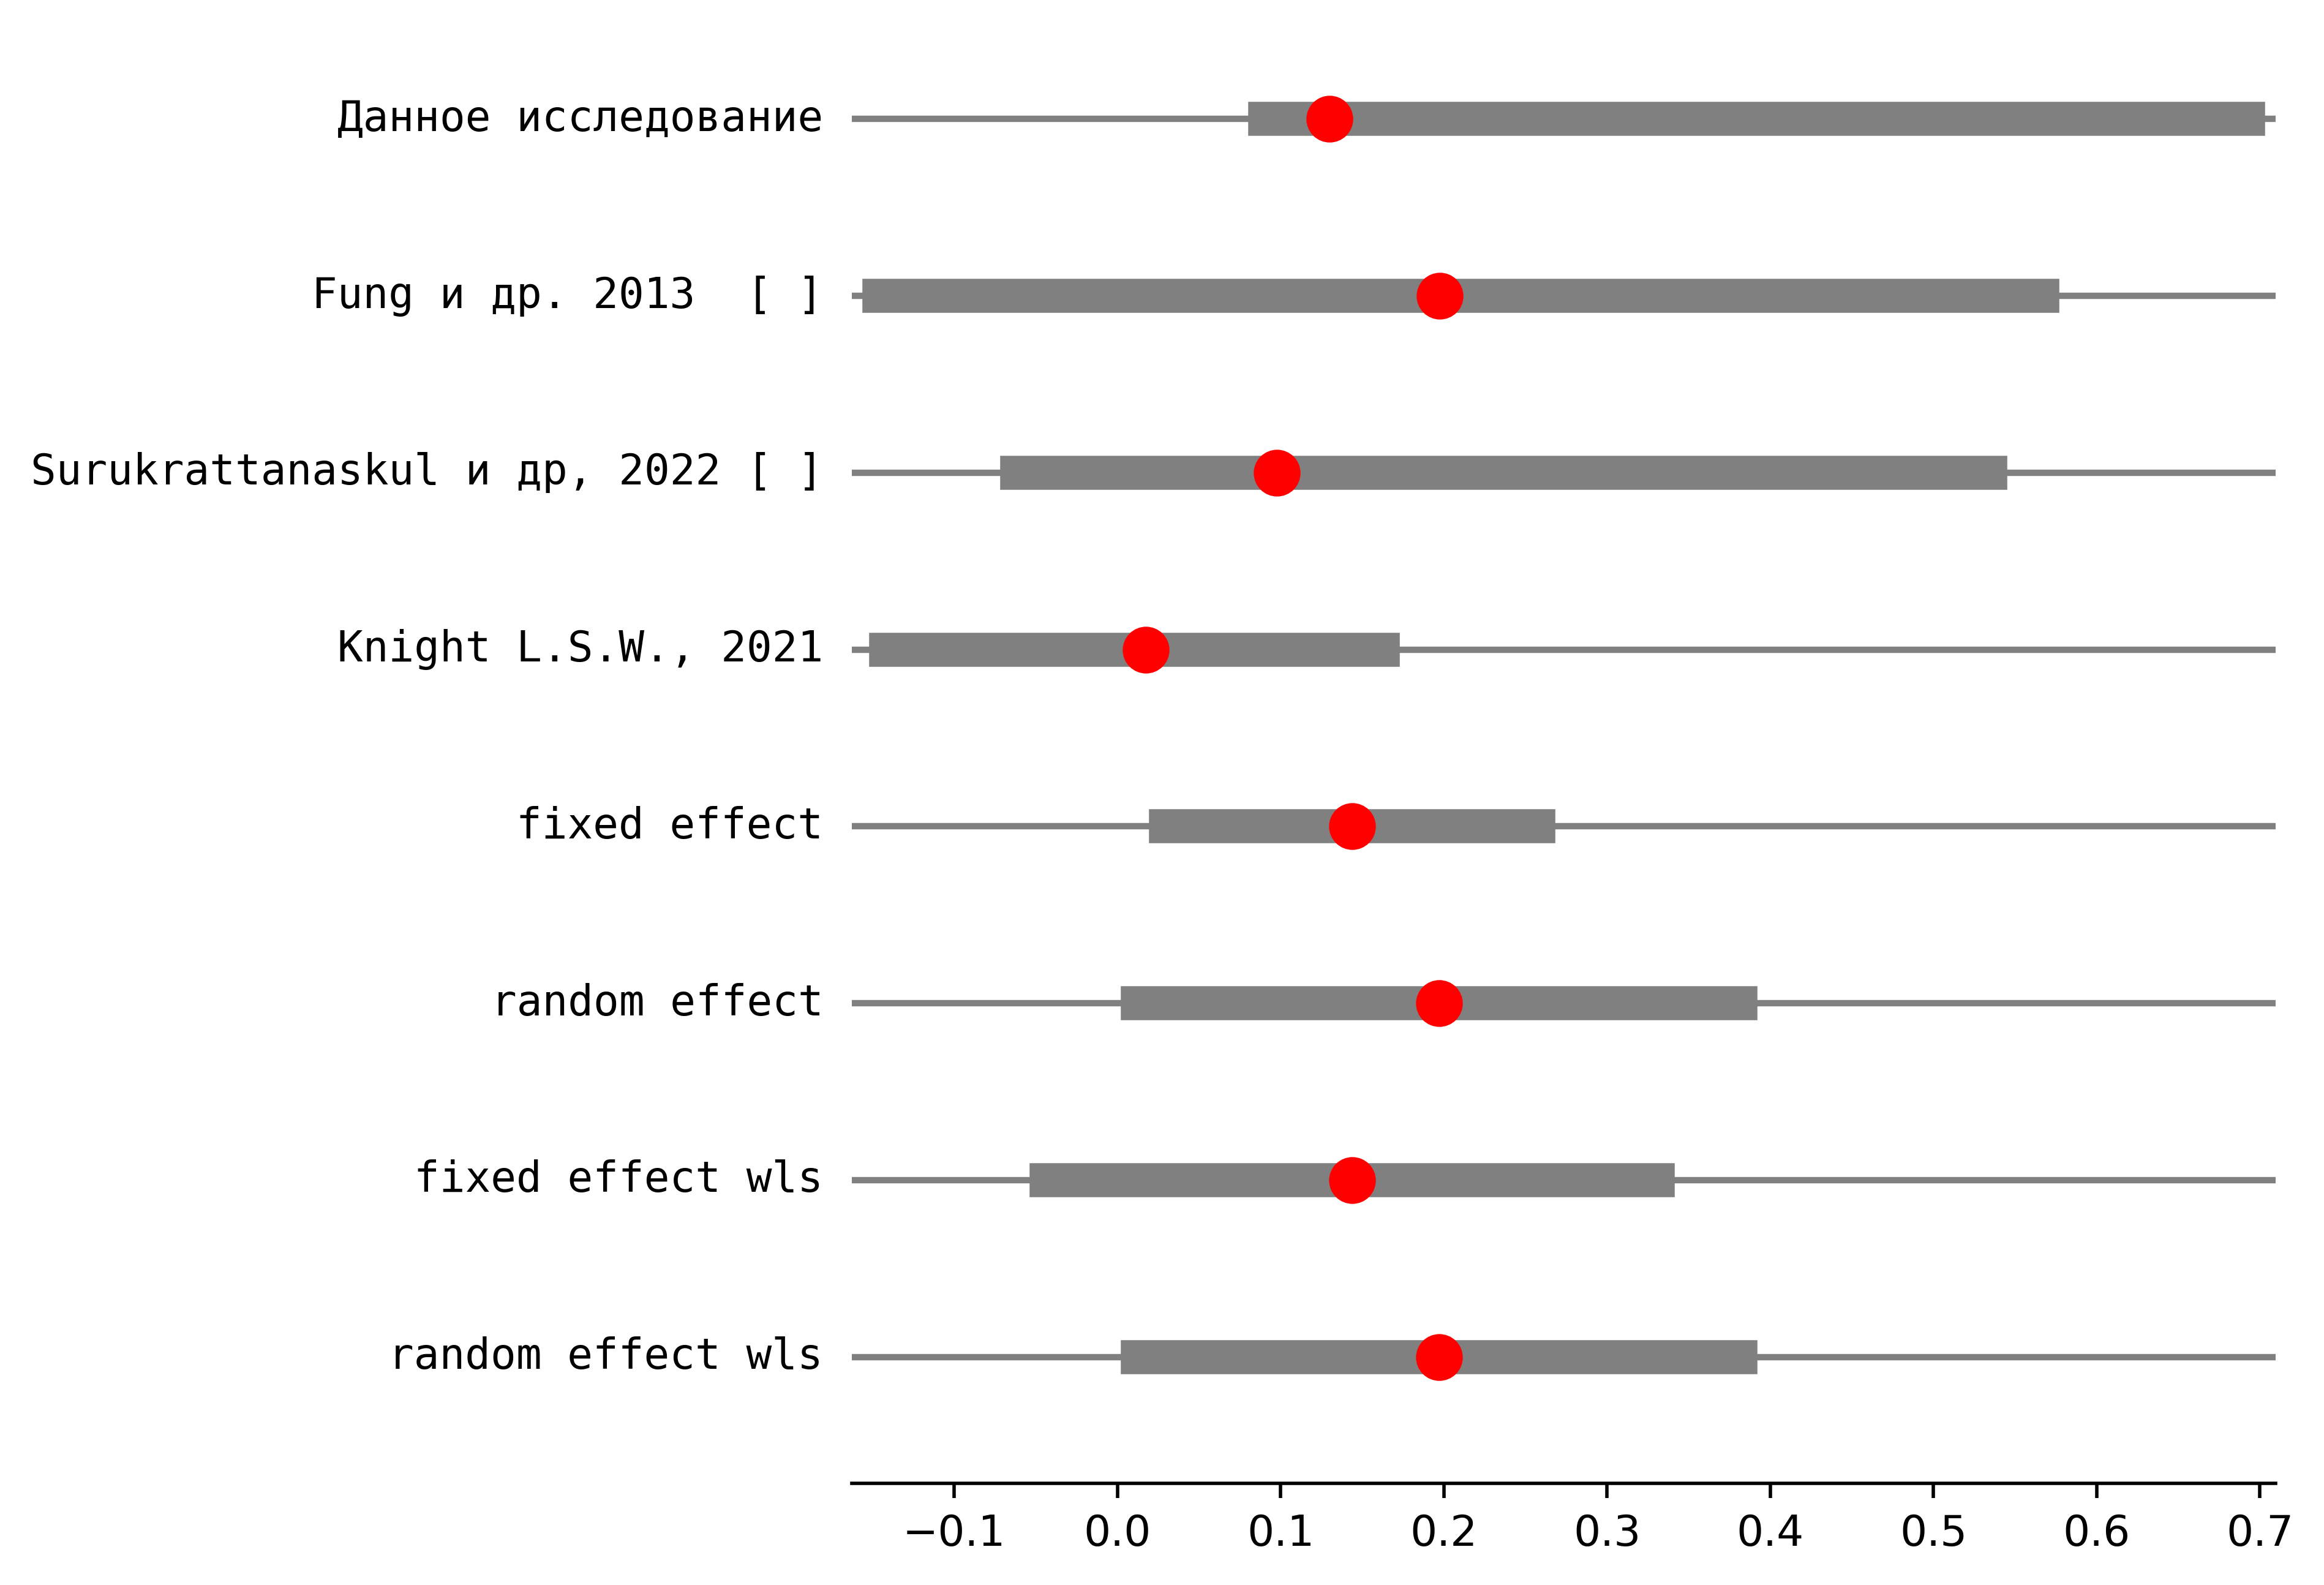 Данное исследование
Fung и др. 2013  [ ]
Surukrattanaskul и др, 2022 [ ]
Knight L.S.W., 2021
fixed effect
random effect
fixed effect wls
random effect wls
−0.1 0.0 0.1 0.2 0.3 0.4 0.5 0.6 0.7